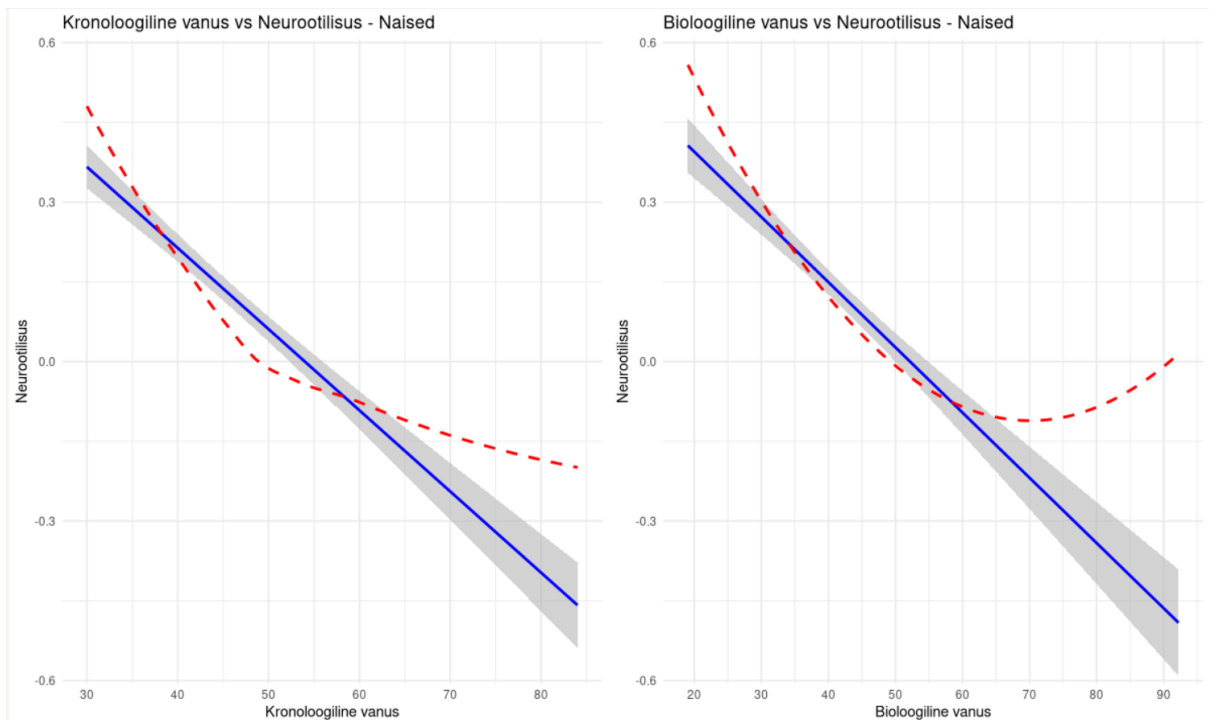 Kronoloogiline vanus vs Neurootilisus - Naised
0.6
0.3
0.0
-0.3
-0.6
Neurootilisus
30 40 50 60 70 80
Kronoloogiline vanus
Bioloogiline vanus vs Neurootilisus - Naised
0.6
0.3
0.0
-0.3
-0.6
Neurootilisus
20 30 40 50 60 70 80 90
Bioloogiline vanus